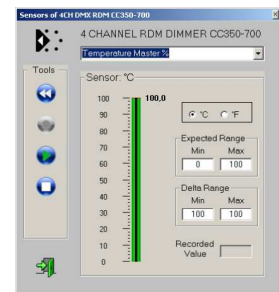 Sensors of 4CH DMX RDM CC350-700
4 CHANNEL RDM DIMMER CC350-700
Temperature Master %
Tools
Sensor: °C
100
100,0
90
80
70
60
50
40
30
20
10
0
°C °F
Expected Range
Min Max
0 100
Delta Range
Min Max
100 100
Recorded
Value